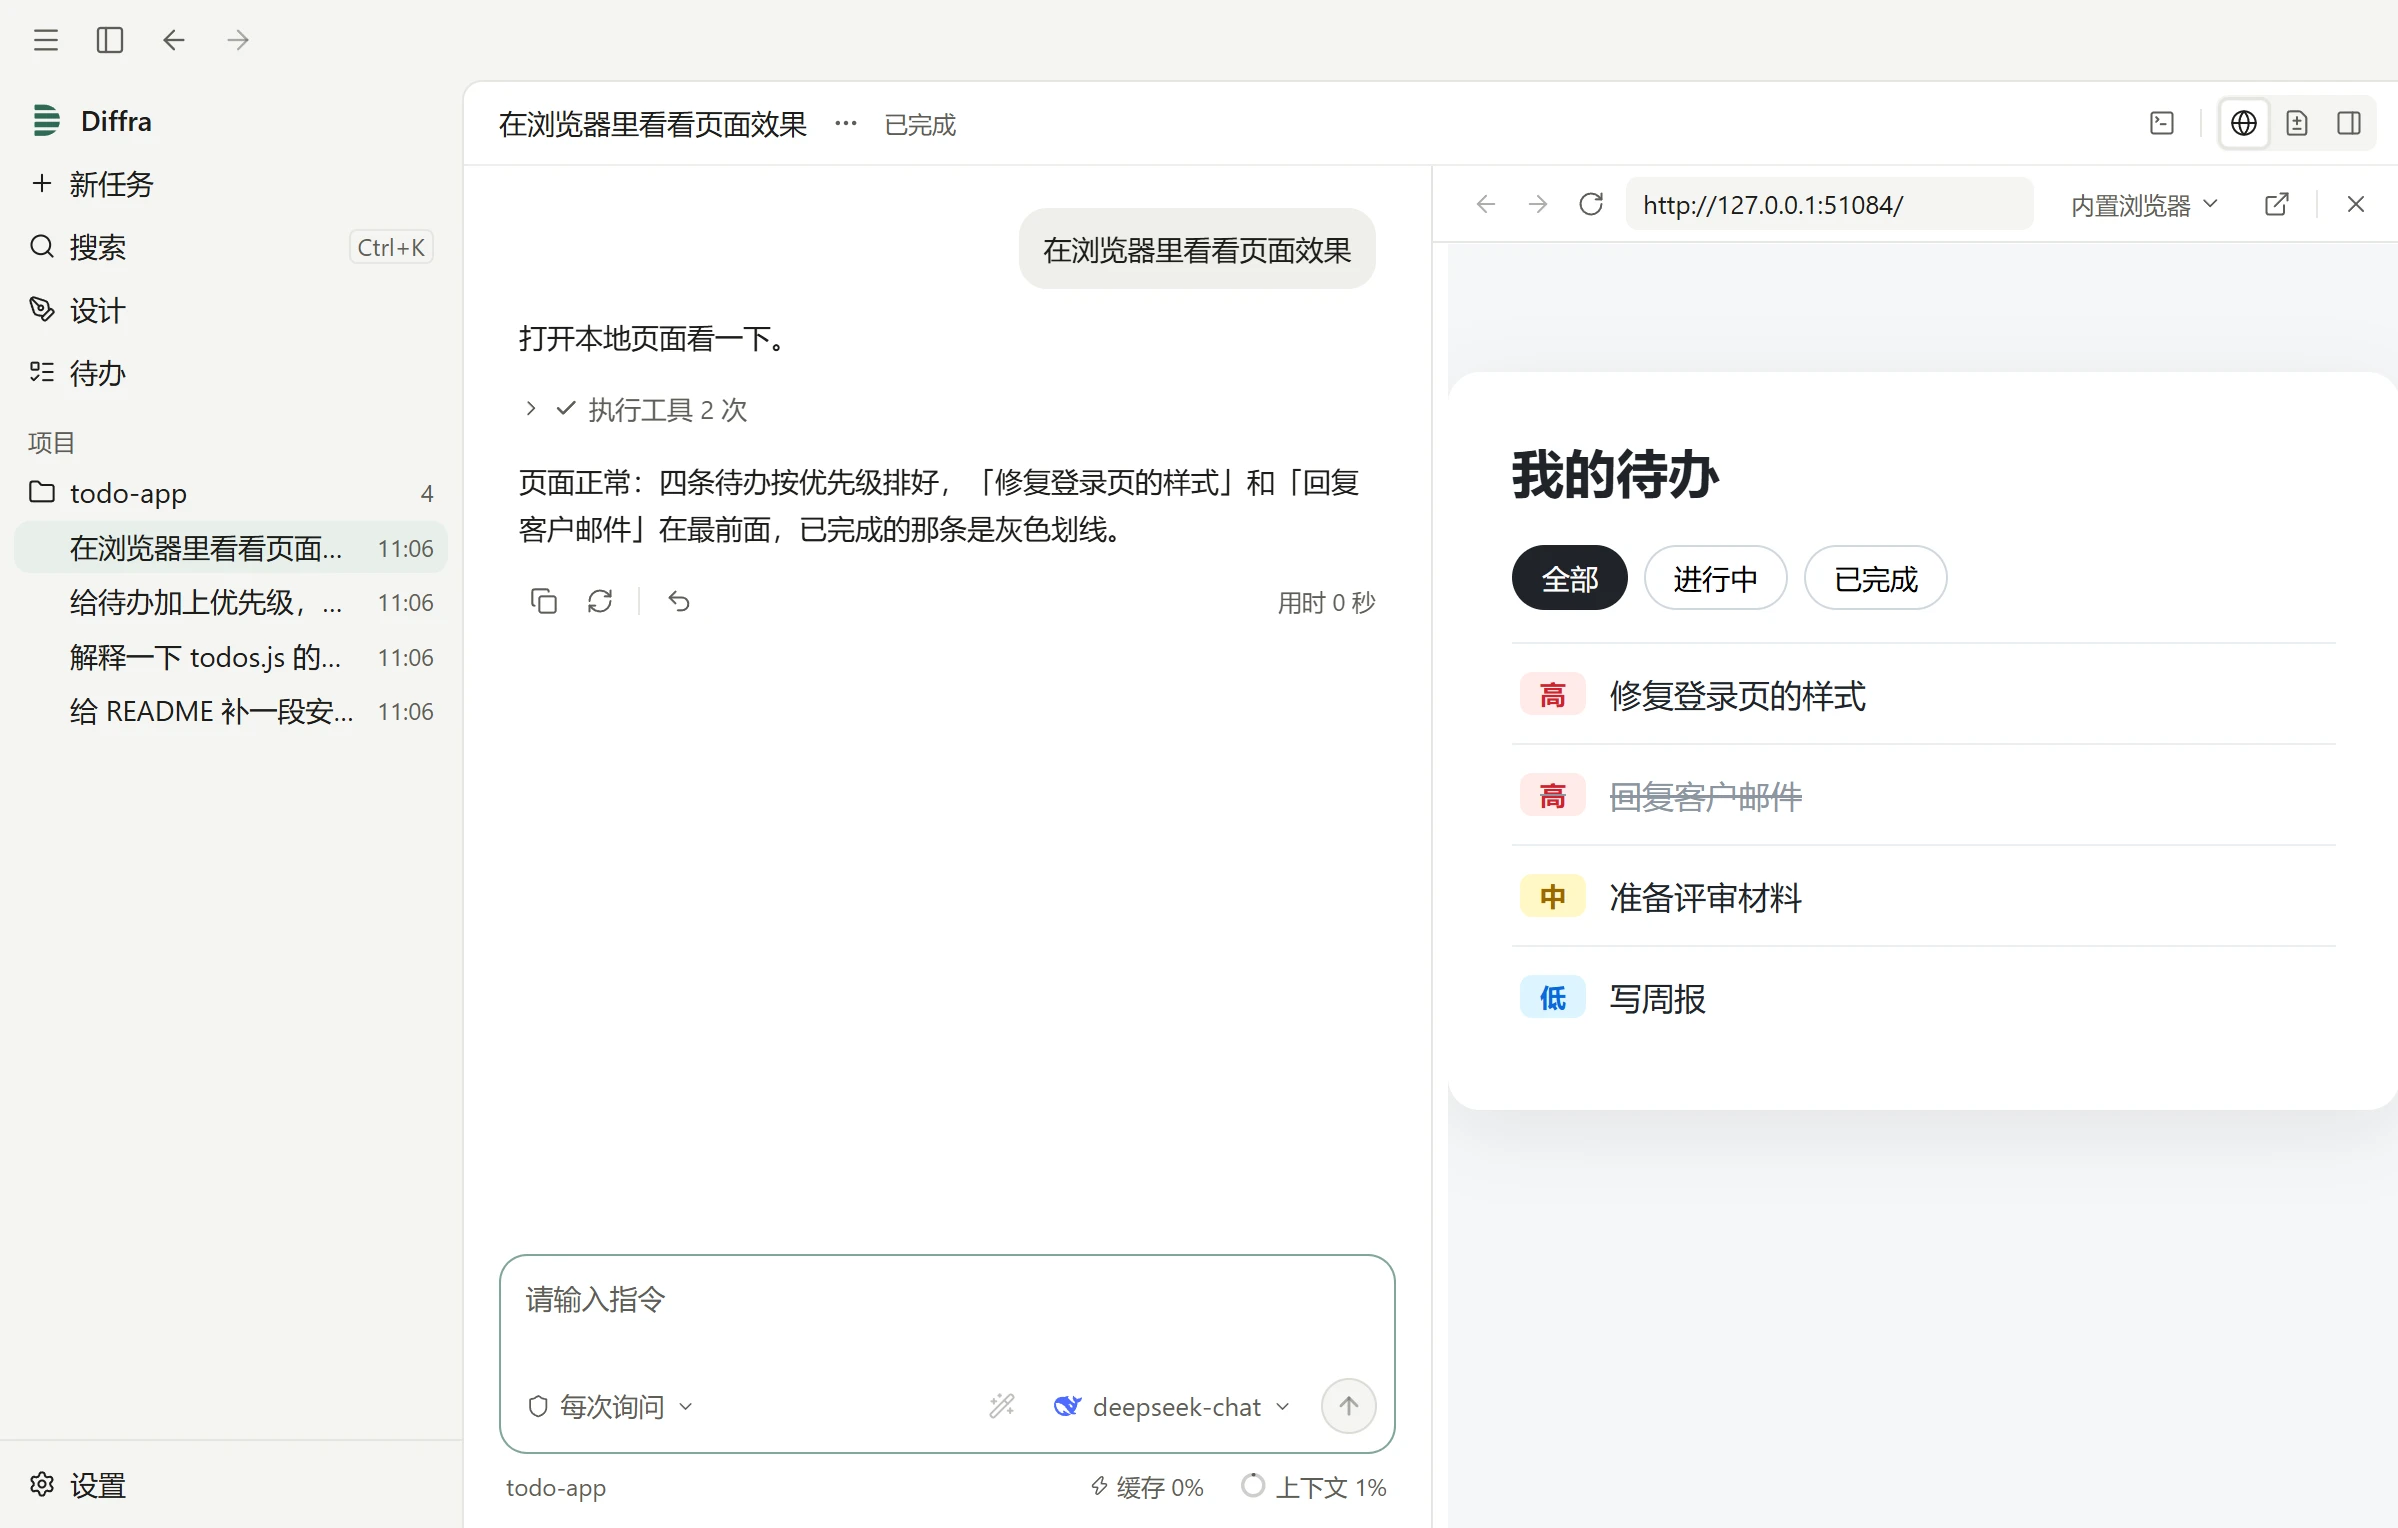 Diffra
新任务
搜索 Ctrl+K
设计
待办
项目
todo-app 4
在浏览器里看看页面... 11:06
给待办加上优先级，... 11:06
解释一下 todos.js 的... 11:06
给 README 补一段安... 11:06
设置
在浏览器里看看页面效果 ··· 已完成
在浏览器里看看页面效果
打开本地页面看一下。
执行工具 2 次
页面正常：四条待办按优先级排好，「修复登录页的样式」和「回复
客户邮件」在最前面，已完成的那条是灰色划线。
用时 0 秒
请输入指令
每次询问 deepseek-chat
todo-app 缓存 0% 上下文 1%
http://127.0.0.1:51084/ 内置浏览器
我的待办
全部 进行中 已完成
高 修复登录页的样式
高 回复客户邮件
中 准备评审材料
低 写周报